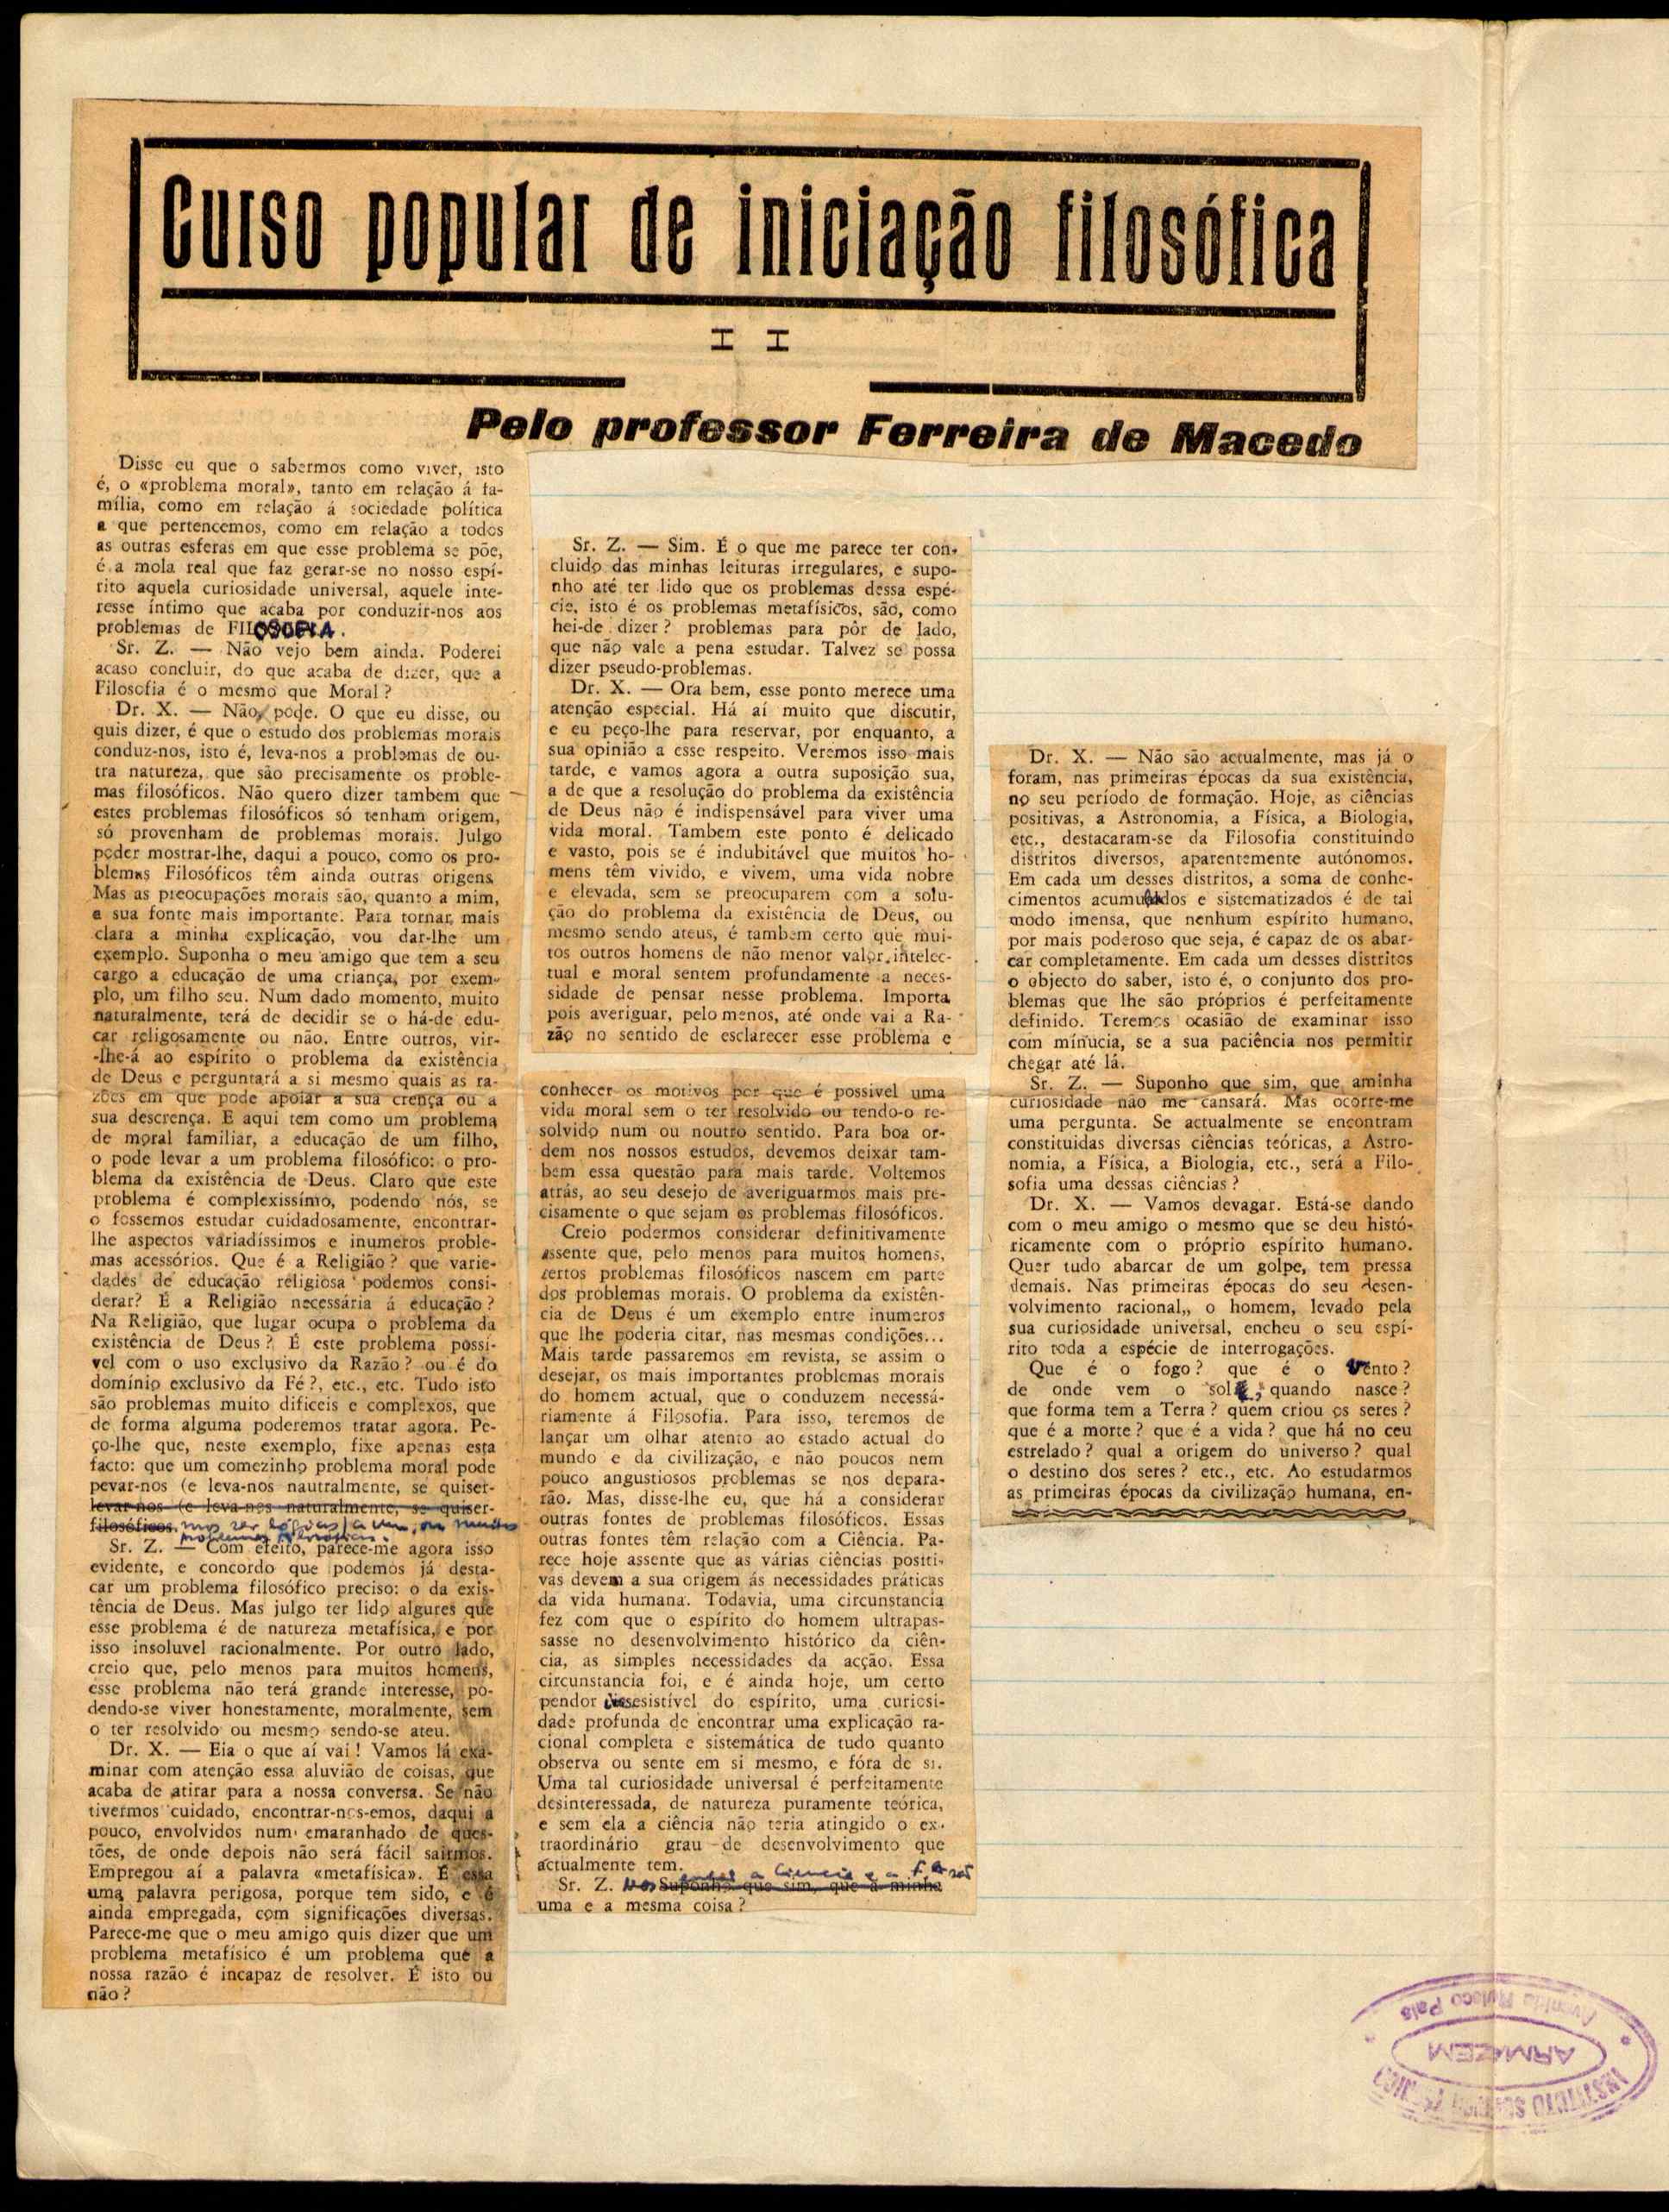 Curso popular de iniciação filosófica
II
Pelo professor Ferreira de Macedo
Disse eu que o sabermos como viver, isto
é, o «problema moral», tanto em relação á fa-
mília, como em relação á sociedade política
a que pertencemos, como em relação a todos
as outras esferas em que esse problema se põe,
é a mola real que faz gerar-se no nosso espí-
rito aquela curiosidade universal, aquele inte-
resse íntimo que acaba por conduzir-nos aos
problemas de FILOSOFIA.
Sr. Z. — Não vejo bem ainda. Poderei
acaso concluir, do que acaba de dizer, que a
Filosofia é o mesmo que Moral?
Dr. X. — Não, pode. O que eu disse, ou
quis dizer, é que o estudo dos problemas morais
conduz-nos, isto é, leva-nos a problemas de ou-
tra natureza, que são precisamente os proble-
mas filosóficos. Não quero dizer tambem que
estes problemas filosóficos só tenham origem,
só provenham de problemas morais. Julgo
poder mostrar-lhe, daqui a pouco, como os pro-
blemas Filosóficos têm ainda outras origens
Mas as preocupações morais são, quanto a mim,
a sua fonte mais importante. Para tornar mais
clara a minha explicação, vou dar-lhe um
exemplo. Suponha o meu amigo que tem a seu
cargo a educação de uma criança, por exem-
plo, um filho seu. Num dado momento, muito
naturalmente, terá de decidir se o há-de edu-
car religosamente ou não. Entre outros, vir-
-lhe-á ao espírito o problema da existência
de Deus e perguntará a si mesmo quais as ra-
zões em que pode apoiar a sua crença ou a
sua descrença. E aqui tem como um problema
de moral familiar, a educação de um filho,
o pode levar a um problema filosófico: o pro-
blema da existência de Deus. Claro que este
problema é complexissímo, podendo nós, se
o fossemos estudar cuidadosamente, encontrar-
lhe aspectos váriadíssimos e inumeros proble-
mas acessórios. Que é a Religião? que varie-
dades de educação religiosa podemos consi-
derar? É a Religião necessária á educação?
Na Religião, que lugar ocupa o problema da
existência de Deus? É este problema possí-
vel com o uso exclusivo da Razão? ou é do
domínio exclusivo da Fé?, etc., etc. Tudo isto
são problemas muito difíceis e complexos, que
de forma alguma poderemos tratar agora. Pe-
ço-lhe que, neste exemplo, fixe apenas esta
facto: que um comezinho problema moral pode
pevar-nos (e leva-nos nautralmente, se quiser-
levar-nos (e leva-nos naturalmente, se quiser-
filosóficos. mos ser lógicos) a um, ou muitos
problemas filosóficos.
Sr. Z. — Com efeito, parece-me agora isso
evidente, e concordo que podemos já desta-
car um problema filosófico preciso: o da exis-
tência de Deus. Mas julgo ter lido algures que
esse problema é de natureza metafísica, e por
isso insoluvel racionalmente. Por outro lado,
creio que, pelo menos para muitos homens,
esse problema não terá grande interesse, po-
dendo-se viver honestamente, moralmente, sem
o ter resolvido ou mesmo sendo-se ateu.
Dr. X. — Eia o que aí vai! Vamos lá exa-
minar com atenção essa aluvião de coisas, que
acaba de atirar para a nossa conversa. Se não
tivermos cuidado, encontrar-nos-emos, daqui a
pouco, envolvidos num emaranhado de ques-
tões, de onde depois não será fácil sairmos.
Empregou aí a palavra «metafísica». É essa
uma palavra perigosa, porque tem sido, e é
ainda empregada, com significações diversas.
Parece-me que o meu amigo quis dizer que um
problema metafísico é um problema que a
nossa razão é incapaz de resolver. É isto ou
não?
Sr. Z. — Sim. É o que me parece ter con-
cluido das minhas leituras irregulares, e supo-
nho até ter lido que os problemas dessa espé-
cie, isto é os problemas metafísicos, são, como
hei-de dizer? problemas para pôr de lado,
que não vale a pena estudar. Talvez se possa
dizer pseudo-problemas.
Dr. X. — Ora bem, esse ponto merece uma
atenção especial. Há aí muito que discutir,
e eu peço-lhe para reservar, por enquanto, a
sua opinião a esse respeito. Veremos isso mais
tarde, e vamos agora a outra suposição sua,
a de que a resolução do problema da existência
de Deus não é indispensável para viver uma
vida moral. Tambem este ponto é delicado
e vasto, pois se é indubitável que muitos ho-
mens têm vivido, e vivem, uma vida nobre
e elevada, sem se preocuparem com a solu-
ção do problema da existência de Deus, ou
mesmo sendo ateus, é tambem certo que mui-
tos outros homens de não menor valor intelec-
tual e moral sentem profundamente a neces-
sidade de pensar nesse problema. Importa
pois averiguar, pelo menos, até onde vai a Ra-
zão no sentido de esclarecer esse problema e
conhecer os motivos por que é possivel uma
vida moral sem o ter resolvido ou tendo-o re-
solvido num ou noutro sentido. Para boa or-
dem nos nossos estudos, devemos deixar tam-
bem essa questão para mais tarde. Voltemos
atrás, ao seu desejo de averiguarmos mais pre-
cisamente o que sejam os problemas filosóficos.
Creio podermos considerar definitivamente
assente que, pelo menos para muitos homens,
certos problemas filosóficos nascem em parte
dos problemas morais. O problema da existên-
cia de Deus é um exemplo entre inumeros
que lhe poderia citar, nas mesmas condições...
Mais tarde passaremos em revista, se assim o
desejar, os mais importantes problemas morais
do homem actual, que o conduzem necessá-
riamente á Filosofia. Para isso, teremos de
lançar um olhar atento ao estado actual do
mundo e da civilização, e não poucos nem
pouco angustiosos problemas se nos depara-
rão. Mas, disse-lhe eu, que há a considerar
outras fontes de problemas filosóficos. Essas
outras fontes têm relação com a Ciência. Pa-
rece hoje assente que as várias ciências positi-
vas devem a sua origem ás necessidades práticas
da vida humana. Todavia, uma circunstancia
fez com que o espírito do homem ultrapas-
sasse no desenvolvimento histórico da ciên-
cia, as simples necessidades da acção. Essa
circunstancia foi, e é ainda hoje, um certo
pendor do espírito, uma curiosi-
dade profunda de encontrar uma explicação ra-
cional completa e sistemática de tudo quanto
observa ou sente em si mesmo, e fóra de si.
Uma tal curiosidade universal é perfeitamente
desinteressada, de natureza puramente teórica,
e sem ela a ciência não teria atingido o ex-
traordinário grau de desenvolvimento que
actualmente tem.
a Ciencia e a
Sr. Z. Suponho que sim, que a minha
uma e a mesma coisa?
Dr. X. — Não são actualmente, mas já o
foram, nas primeiras épocas da sua existência,
no seu período de formação. Hoje, as ciências
positivas, a Astronomia, a Física, a Biologia,
etc., destacaram-se da Filosofia constituindo
distritos diversos, aparentemente autónomos.
Em cada um desses distritos, a soma de conhe-
cimentos acumulados e sistematizados é de tal
modo imensa, que nenhum espírito humano,
por mais poderoso que seja, é capaz de os abar-
car completamente. Em cada um desses distritos
o objecto do saber, isto é, o conjunto dos pro-
blemas que lhe são próprios é perfeitamente
definido. Teremos ocasião de examinar isso
com minúcia, se a sua paciência nos permitir
chegar até lá.
Sr. Z. — Suponho que sim, que aminha
curiosidade não me cansará. Mas ocorre-me
uma pergunta. Se actualmente se encontram
constituidas diversas ciências teóricas, a Astro-
nomia, a Física, a Biologia, etc., será a Filo-
sofia uma dessas ciências?
Dr. X. — Vamos devagar. Está-se dando
com o meu amigo o mesmo que se deu histó-
ricamente com o próprio espírito humano.
Quer tudo abarcar de um golpe, tem pressa
demais. Nas primeiras épocas do seu desen-
volvimento racional,, o homem, levado pela
sua curiosidade universal, encheu o seu espí-
rito toda a espécie de interrogações.
Que é o fogo? que é o vento?
de onde vem o sol, quando nasce?
que forma tem a Terra? quem criou os seres?
que é a morte? que é a vida? que há no ceu
estrelado? qual a origem do universo? qual
o destino dos seres? etc., etc. Ao estudarmos
as primeiras épocas da civilização humana, en-
INSTITUTO SUPERIOR TÉCNICO
ARMAZEM
Avenida Rovisco Pais